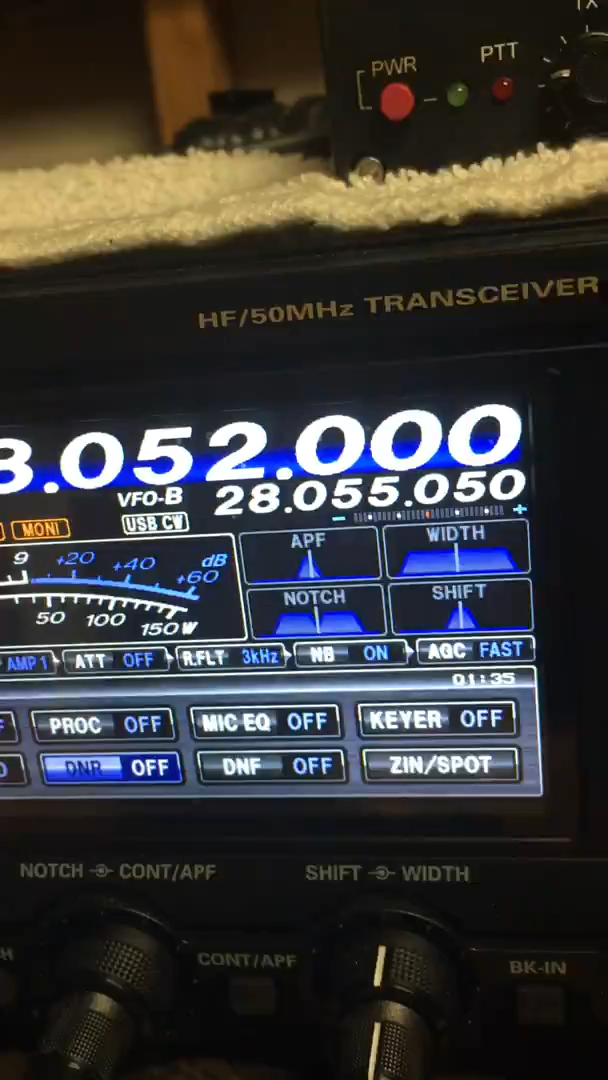 TX
PWR
PTT
HF/50MHz TRANSCEIVER
8.052.000
VFO-B 28.055.050
MONI USB CW
- +
9 +20 +40 +60 dB
50 100 150 W
APF WIDTH
NOTCH SHIFT
AMP 1 ATT OFF R.FLT 3kHz NB ON AGC FAST
01:35
PROC OFF MIC EQ OFF KEYER OFF
DNR OFF DNF OFF ZIN/SPOT
NOTCH CONT/APF SHIFT WIDTH
CONT/APF BK-IN